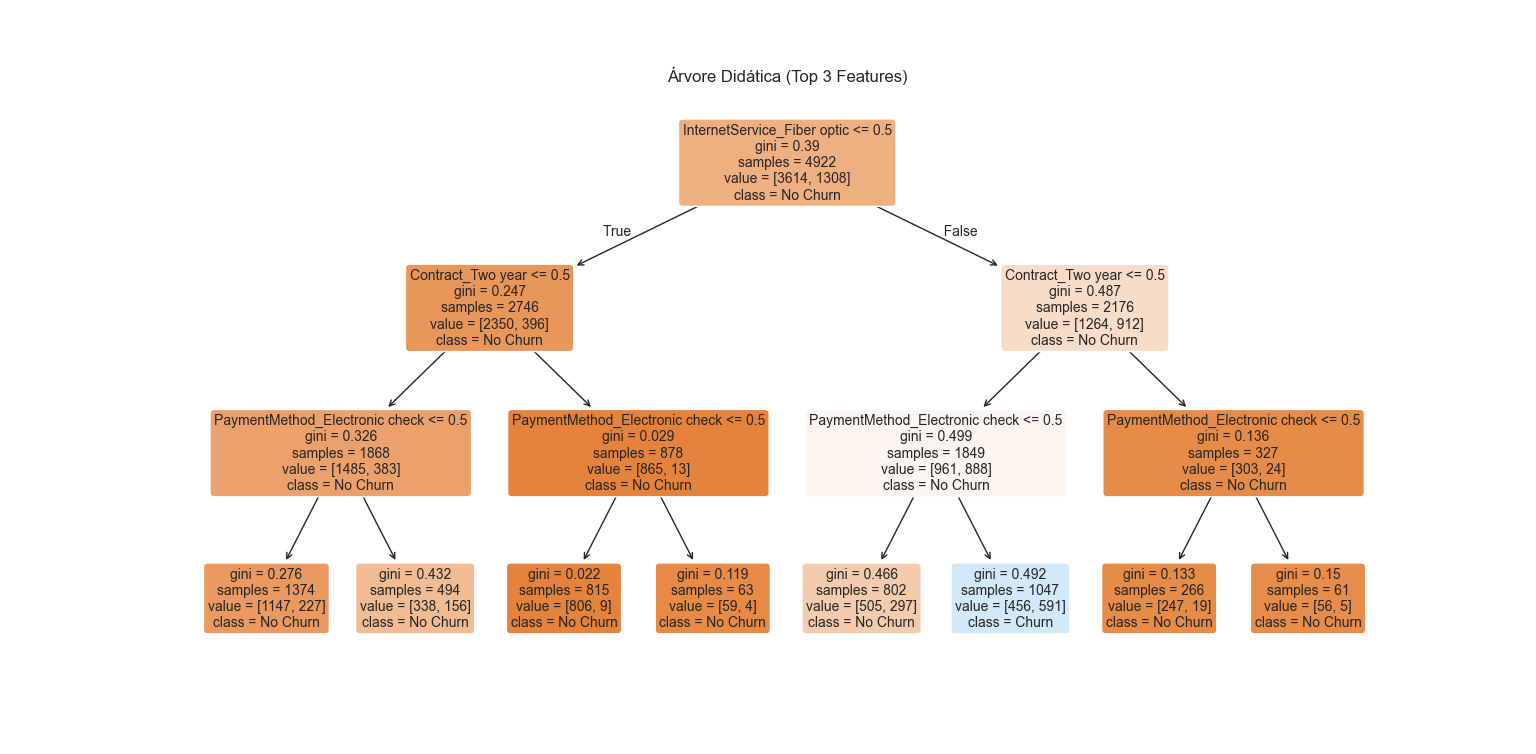 Árvore Didática (Top 3 Features)
InternetService_Fiber optic <= 0.5
gini = 0.39
samples = 4922
value = [3614, 1308]
class = No Churn
True
False
Contract_Two year <= 0.5
gini = 0.247
samples = 2746
value = [2350, 396]
class = No Churn
Contract_Two year <= 0.5
gini = 0.487
samples = 2176
value = [1264, 912]
class = No Churn
PaymentMethod_Electronic check <= 0.5
gini = 0.326
samples = 1868
value = [1485, 383]
class = No Churn
PaymentMethod_Electronic check <= 0.5
gini = 0.029
samples = 878
value = [865, 13]
class = No Churn
PaymentMethod_Electronic check <= 0.5
gini = 0.499
samples = 1849
value = [961, 888]
class = No Churn
PaymentMethod_Electronic check <= 0.5
gini = 0.136
samples = 327
value = [303, 24]
class = No Churn
gini = 0.276
samples = 1374
value = [1147, 227]
class = No Churn
gini = 0.432
samples = 494
value = [338, 156]
class = No Churn
gini = 0.022
samples = 815
value = [806, 9]
class = No Churn
gini = 0.119
samples = 63
value = [59, 4]
class = No Churn
gini = 0.466
samples = 802
value = [505, 297]
class = No Churn
gini = 0.492
samples = 1047
value = [456, 591]
class = Churn
gini = 0.133
samples = 266
value = [247, 19]
class = No Churn
gini = 0.15
samples = 61
value = [56, 5]
class = No Churn